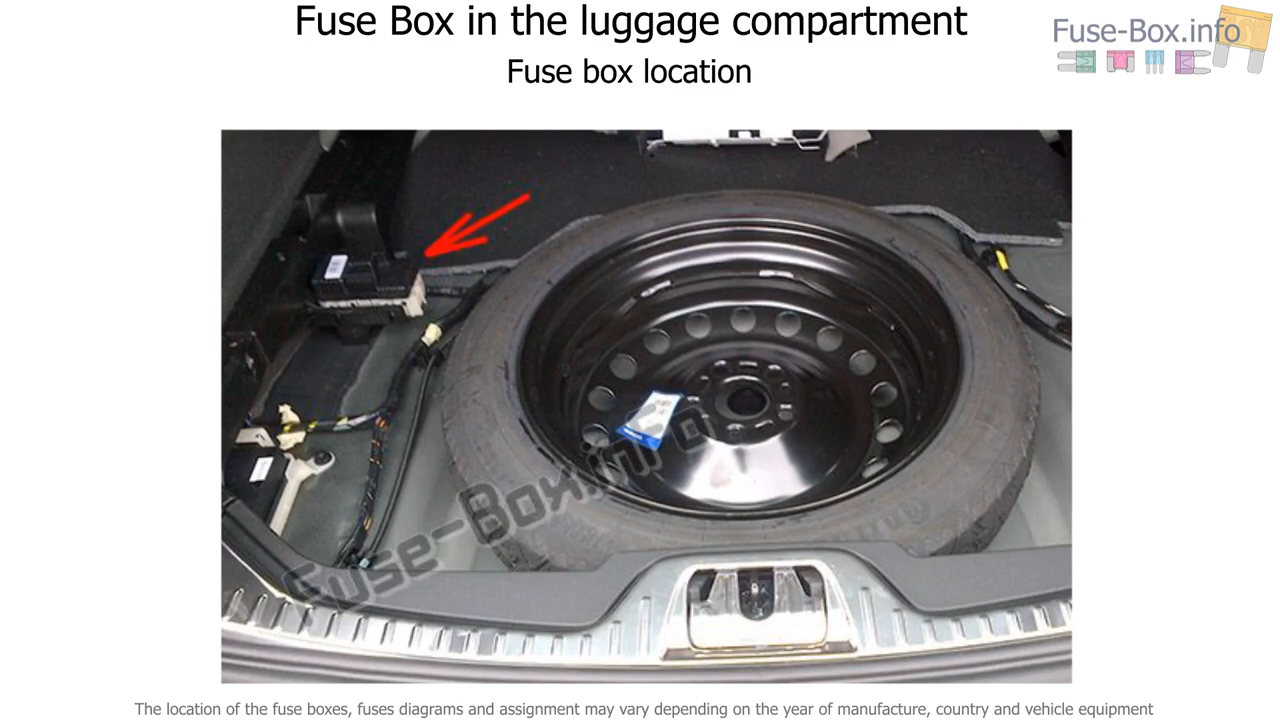 Fuse Box in the luggage compartment
Fuse-Box.info
Fuse box location
Fuse-Box.info
The location of the fuse boxes, fuses diagrams and assignment may vary depending on the year of manufacture, country and vehicle equipment